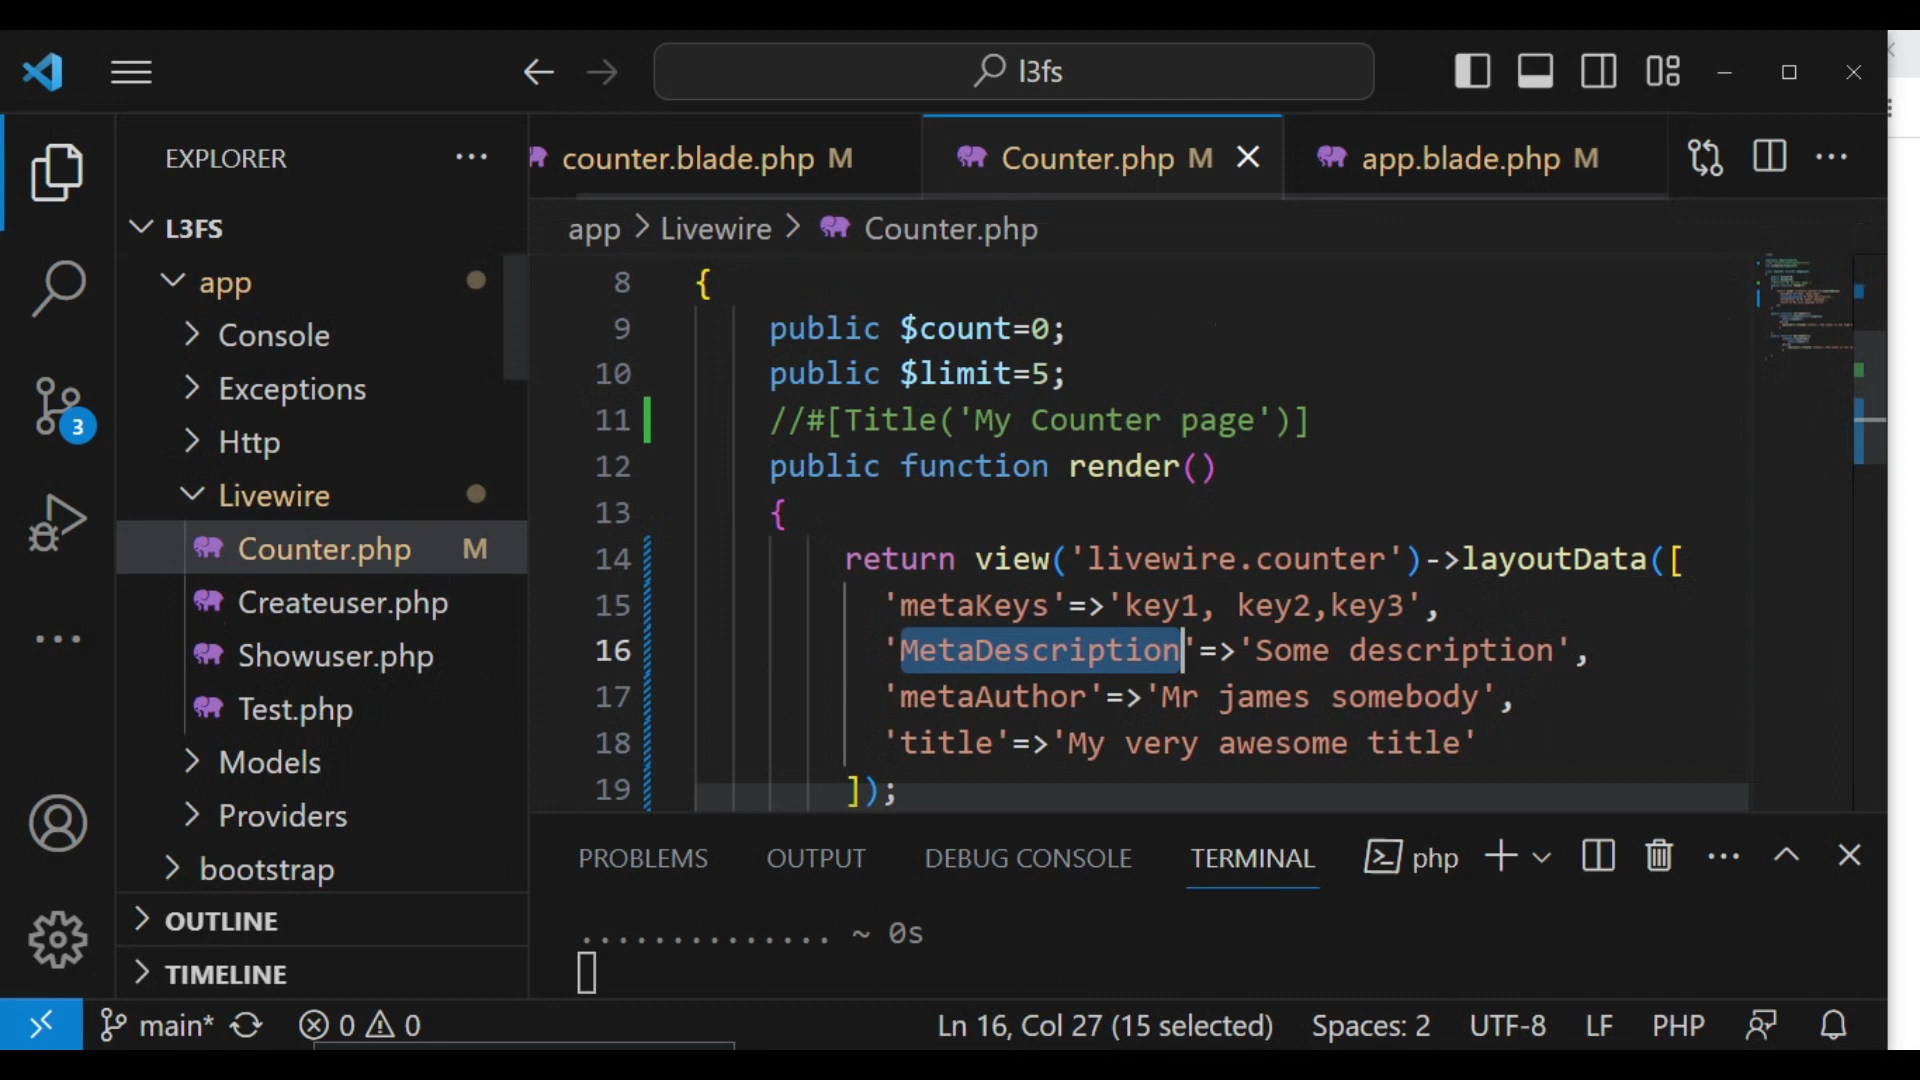 l3fs
EXPLORER
counter.blade.php M
Counter.php M
app.blade.php M
L3FS
app > Livewire > Counter.php
app
Console
Exceptions
Http
Livewire
Counter.php M
Createuser.php
Showuser.php
Test.php
Models
Providers
bootstrap
OUTLINE
TIMELINE
3
8 {
9 public $count=0;
10 public $limit=5;
11 //#[Title('My Counter page')]
12 public function render()
13 {
14 return view('livewire.counter')->layoutData([
15 'metaKeys'=>'key1, key2,key3',
16 'MetaDescription'=>'Some description',
17 'metaAuthor'=>'Mr james somebody',
18 'title'=>'My very awesome title'
19 ]);
PROBLEMS OUTPUT DEBUG CONSOLE TERMINAL php
.............. ~ 0s
main* 0 0 Ln 16, Col 27 (15 selected) Spaces: 2 UTF-8 LF PHP